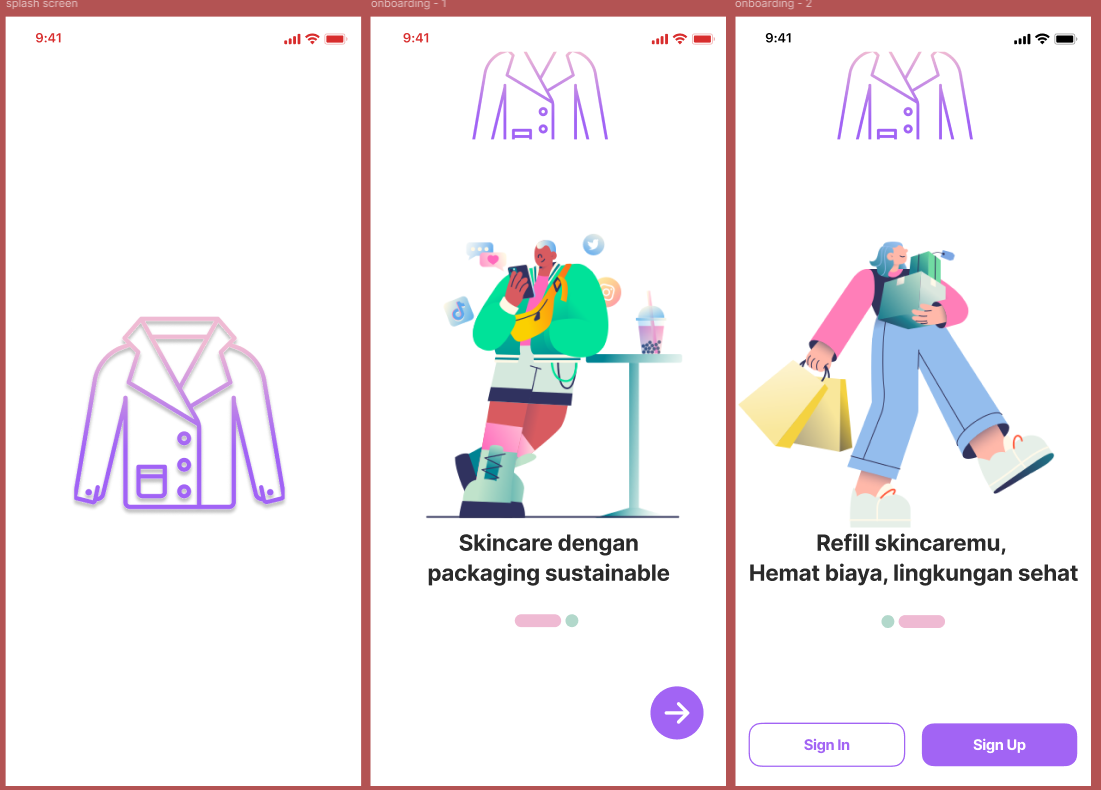 splash screen
9:41
onboarding - 1
9:41
Skincare dengan
packaging sustainable
onboarding - 2
9:41
Refill skincaremu,
Hemat biaya, lingkungan sehat
Sign In
Sign Up